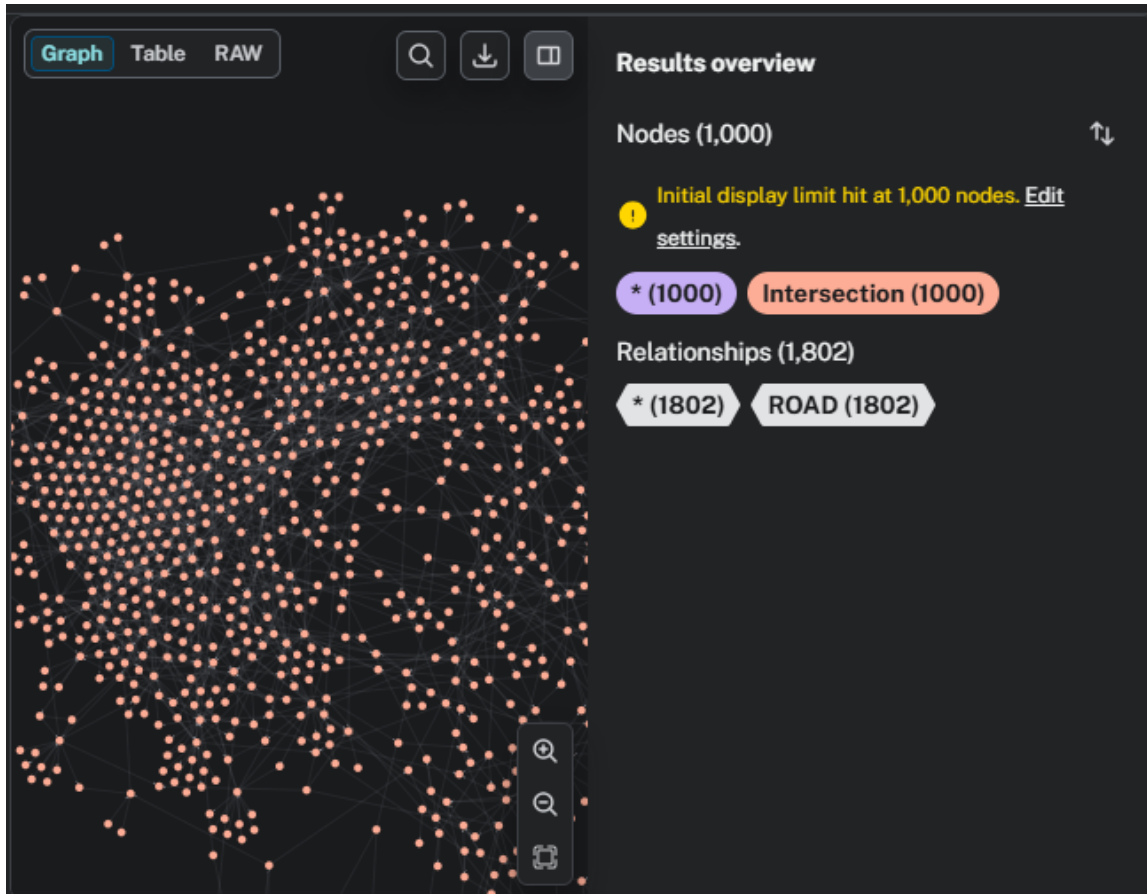 Graph Table RAW
Results overview
Nodes (1,000)
! Initial display limit hit at 1,000 nodes. Edit
settings.
* (1000) Intersection (1000)
Relationships (1,802)
* (1802) ROAD (1802)